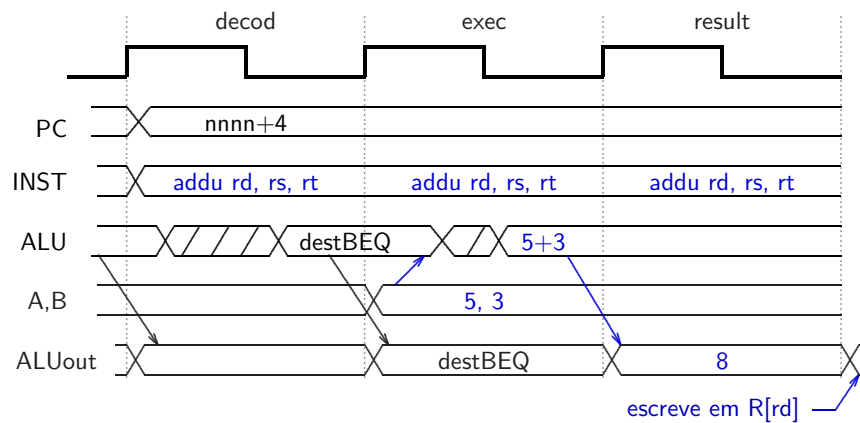 decod exec result
PC nnnn+4
INST addu rd, rs, rt addu rd, rs, rt addu rd, rs, rt
ALU destBEQ 5+3
A,B 5, 3
ALUout destBEQ 8
escreve em R[rd]